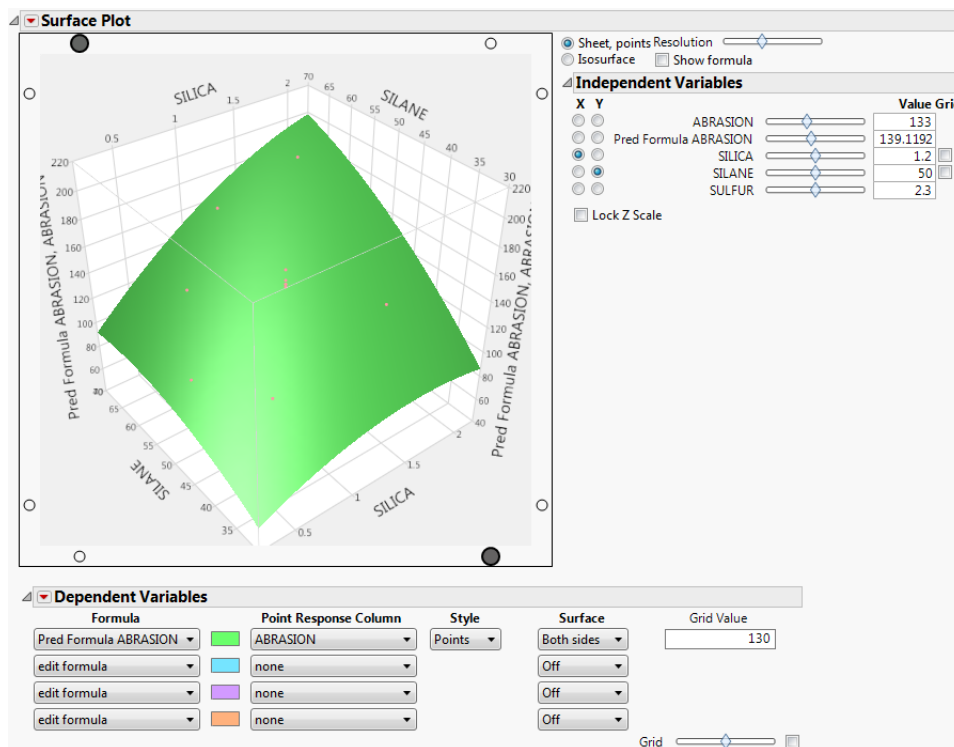 Surface Plot
Sheet, points Resolution
Isosurface Show formula
Independent Variables
X Y Value Gri
ABRASION 133
Pred Formula ABRASION 139.1192
SILICA 1.2
SILANE 50
SULFUR 2.3
Lock Z Scale
SILICA
0.5 1 1.5 2
SILANE
70 65 60 55 50 45 40 35 30
Pred Formula ABRASION, ABRASION
220 200 180 160 140 120 100 80 60
Pred Formula ABRASION, ABRA
220 200 180 160 140 120 100 80 60 40
SILANE
65 60 55 50 45 40 35
SILICA
0.5 1 1.5 2
Dependent Variables
Formula Point Response Column Style Surface Grid Value
Pred Formula ABRASION ABRASION Points Both sides 130
edit formula none Off
edit formula none Off
edit formula none Off
Grid